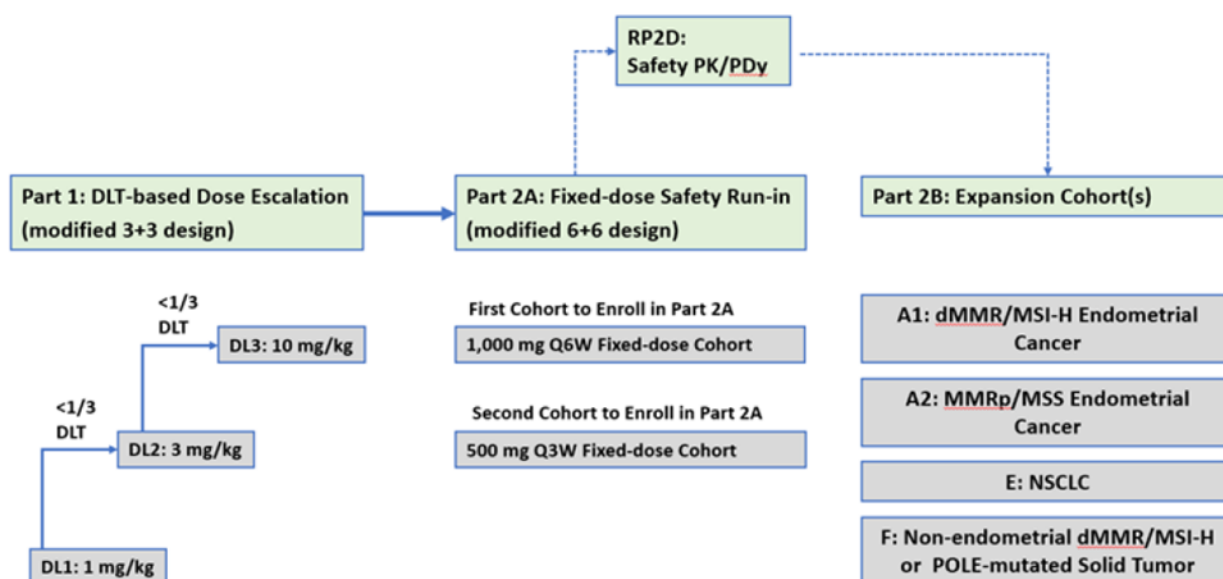 RP2D:
Safety PK/PDy
Part 1: DLT-based Dose Escalation
(modified 3+3 design)
Part 2A: Fixed-dose Safety Run-in
(modified 6+6 design)
Part 2B: Expansion Cohort(s)
<1/3
DLT
DL3: 10 mg/kg
<1/3
DLT
DL2: 3 mg/kg
DL1: 1 mg/kg
First Cohort to Enroll in Part 2A
1,000 mg Q6W Fixed-dose Cohort
Second Cohort to Enroll in Part 2A
500 mg Q3W Fixed-dose Cohort
A1: dMMR/MSI-H Endometrial
Cancer
A2: MMRp/MSS Endometrial
Cancer
E: NSCLC
F: Non-endometrial dMMR/MSI-H
or POLE-mutated Solid Tumor